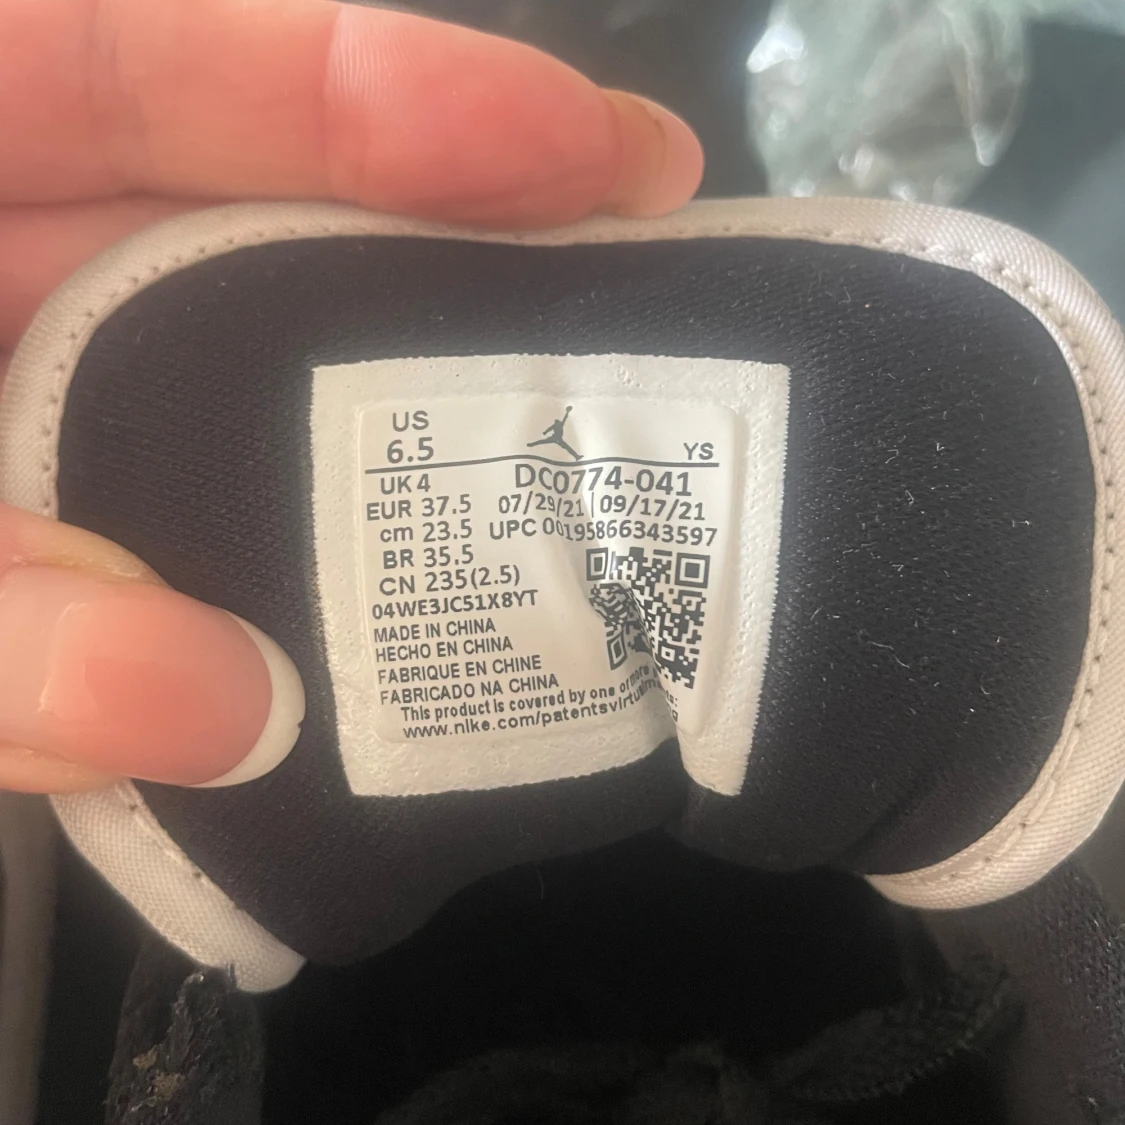 US
6.5
YS
UK 4
DC0774-041
EUR 37.5
07/29/21 09/17/21
cm 23.5
UPC 00195866343597
BR 35.5
CN 235(2.5)
04WE3JC51X8YT
MADE IN CHINA
HECHO EN CHINA
FABRIQUE EN CHINE
FABRICADO NA CHINA
This product is covered by one or more
www.nike.com/patents